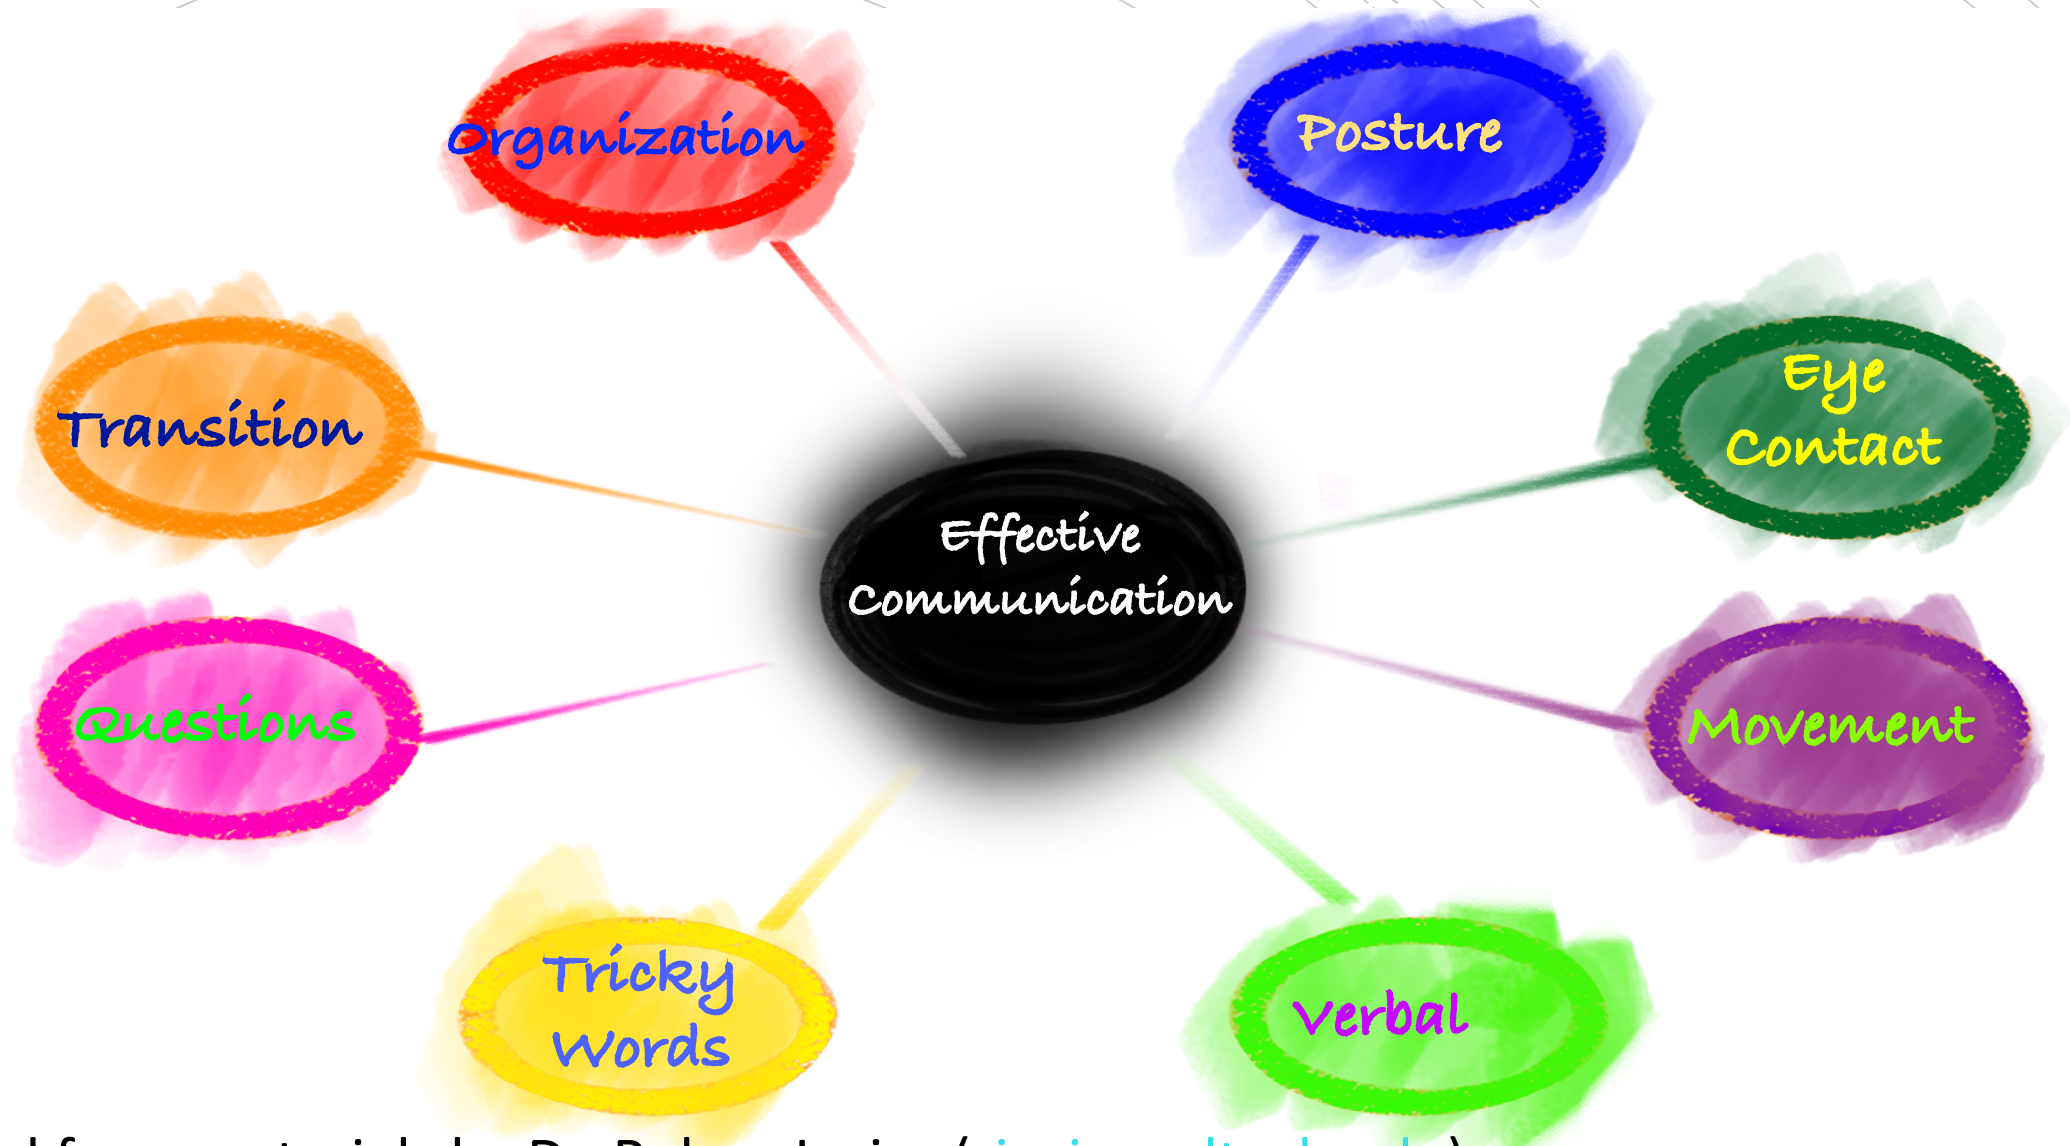 Organization
Posture
Transition
Eye
Contact
Effective
Communication
Questions
Movement
Tricky
Words
Verbal